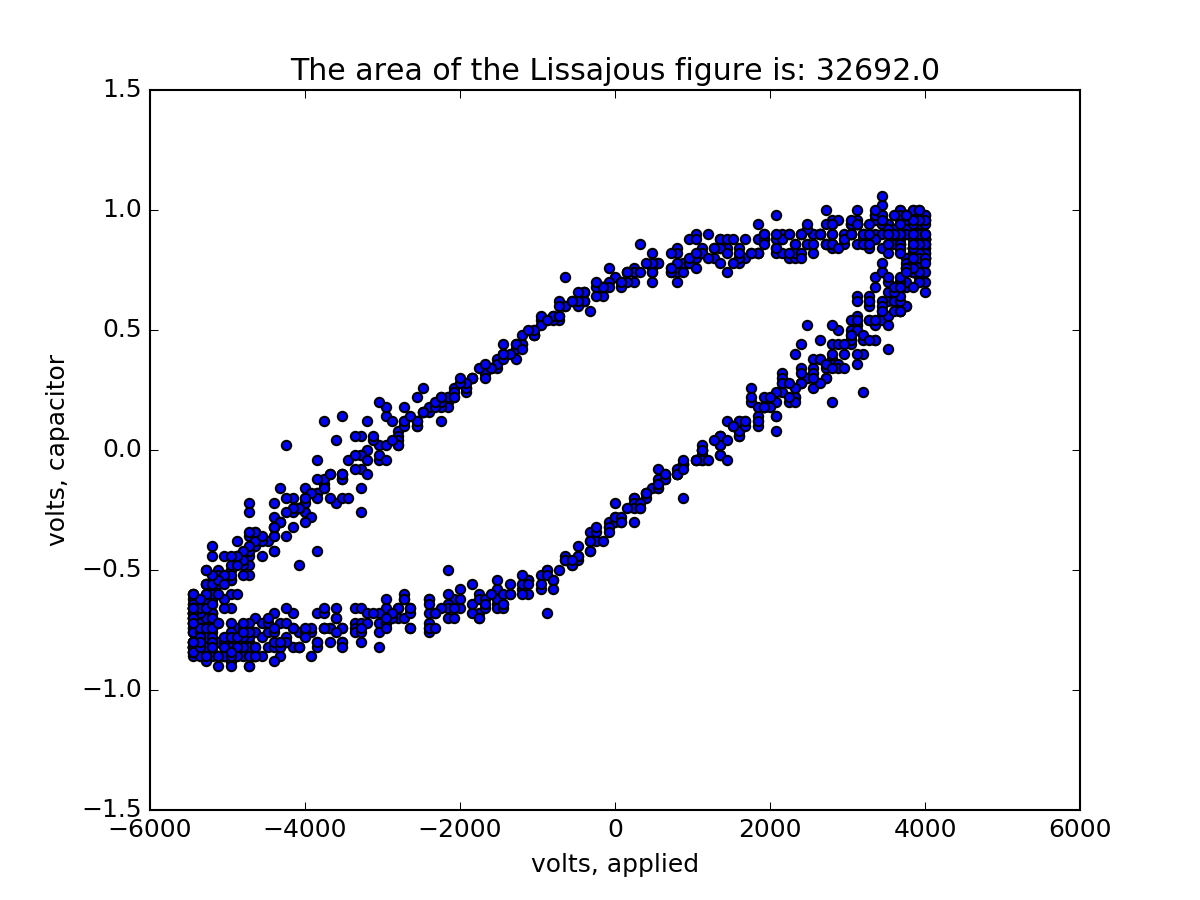 The area of the Lissajous figure is: 32692.0
1.5
1.0
0.5
0.0
−0.5
−1.0
−1.5
volts, capacitor
−6000 −4000 −2000 0 2000 4000 6000
volts, applied